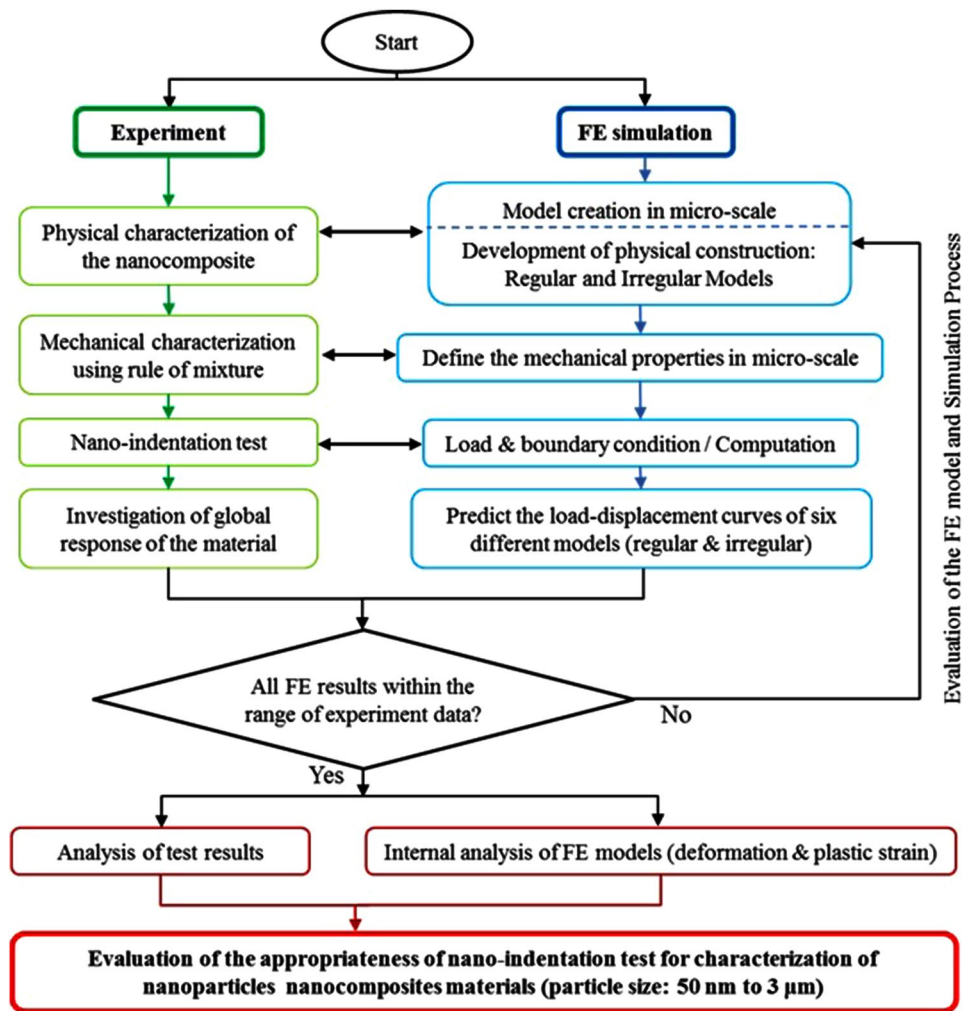 Start
Experiment
FE simulation
Physical characterization of
the nanocomposite
Model creation in micro-scale
Development of physical construction:
Regular and Irregular Models
Mechanical characterization
using rule of mixture
Define the mechanical properties in micro-scale
Nano-indentation test
Load & boundary condition / Computation
Investigation of global
response of the material
Predict the load-displacement curves of six
different models (regular & irregular)
Evaluation of the FE model and Simulation Process
All FE results within the
range of experiment data?
No
Yes
Analysis of test results
Internal analysis of FE models (deformation & plastic strain)
Evaluation of the appropriateness of nano-indentation test for characterization of
nanoparticles nanocomposites materials (particle size: 50 nm to 3 µm)